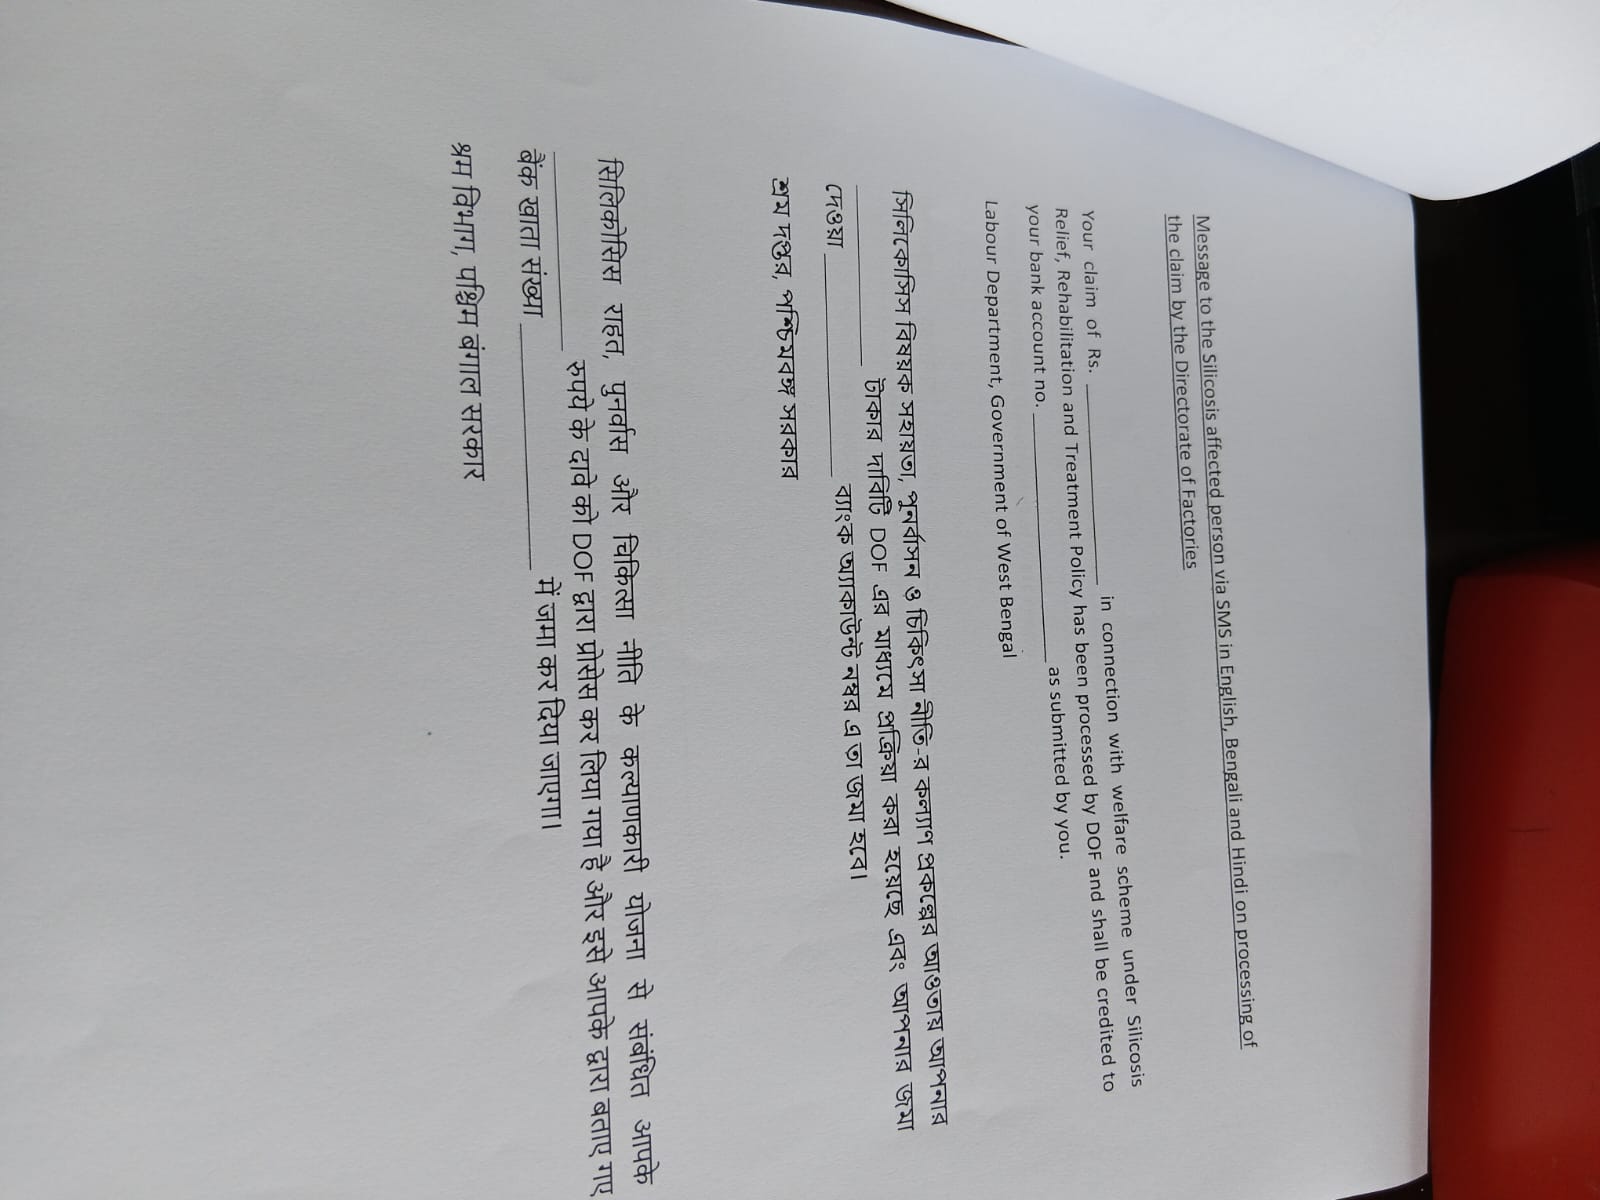 Message to the Silicosis affected person via SMS in English, Bengali and Hindi on processing of
the claim by the Directorate of Factories
Your claim of Rs. ____________________ in connection with welfare scheme under Silicosis
Relief, Rehabilitation and Treatment Policy has been processed by DOF and shall be credited to
your bank account no. ________________________ as submitted by you.
Labour Department, Government of West Bengal
সিলিকোসিস বিষয়ক সহায়তা, পুনর্বাসন ও চিকিৎসা নীতি-র কল্যাণ প্রকল্পের আওতায় আপনার
________________ টাকার দাবিটি DOF এর মাধ্যমে প্রক্রিয়া করা হয়েছে এবং আপনার জমা
দেওয়া ____________________ ব্যাংক অ্যাকাউন্ট নম্বর এ তা জমা হবে।
শ্রম দপ্তর, পশ্চিমবঙ্গ সরকার
सिलिकोसिस राहत, पुनर्वास और चिकित्सा नीति के कल्याणकारी योजना से संबंधित आपके
________________ रुपये के दावे को DOF द्वारा प्रोसेस कर लिया गया है और इसे आपके द्वारा बताए गए
बैंक खाता संख्या ____________________ में जमा कर दिया जाएगा।
श्रम विभाग, पश्चिम बंगाल सरकार